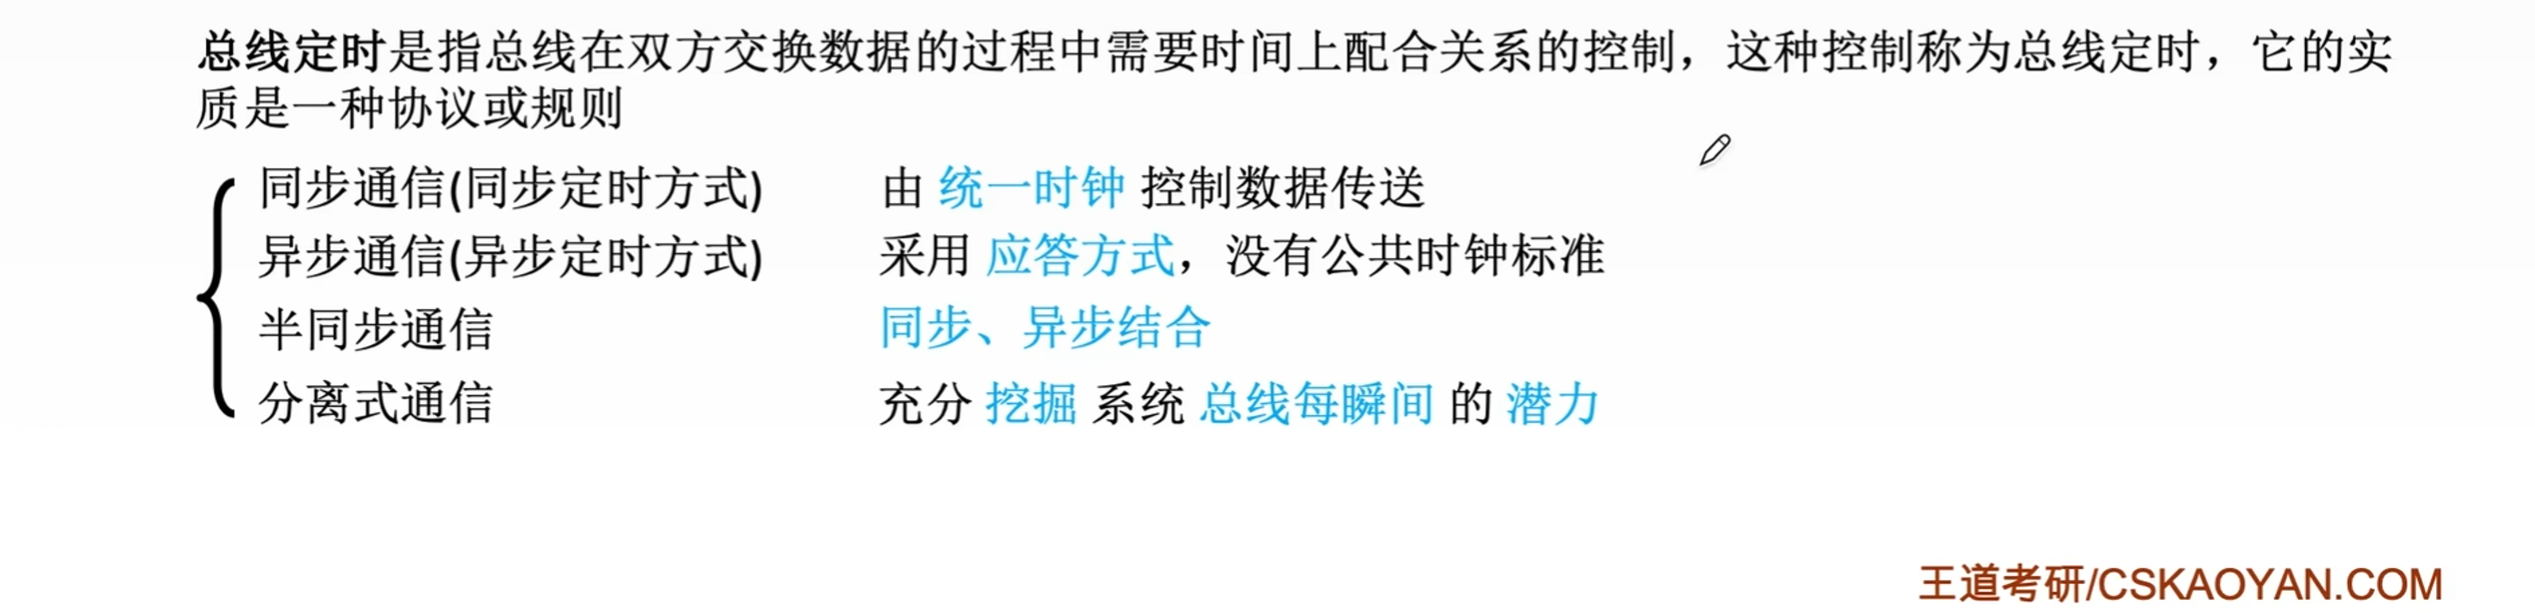 总线定时是指总线在双方交换数据的过程中需要时间上配合关系的控制，这种控制称为总线定时，它的实
质是一种协议或规则
同步通信(同步定时方式) 由 统一时钟 控制数据传送
异步通信(异步定时方式) 采用 应答方式，没有公共时钟标准
半同步通信 同步、异步结合
分离式通信 充分 挖掘 系统 总线每瞬间 的 潜力
王道考研/CSKAOYAN.COM